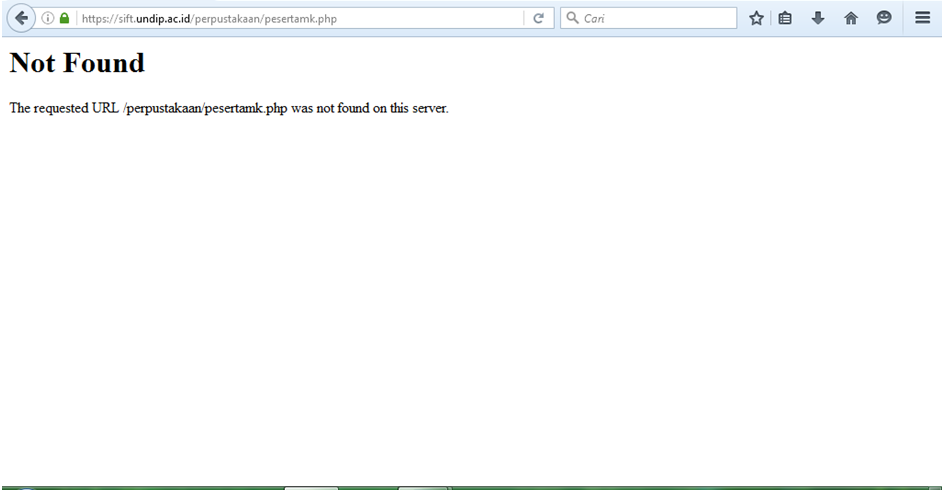 https://sift.undip.ac.id/perpustakaan/pesertamk.php
Cari
Not Found
The requested URL /perpustakaan/pesertamk.php was not found on this server.